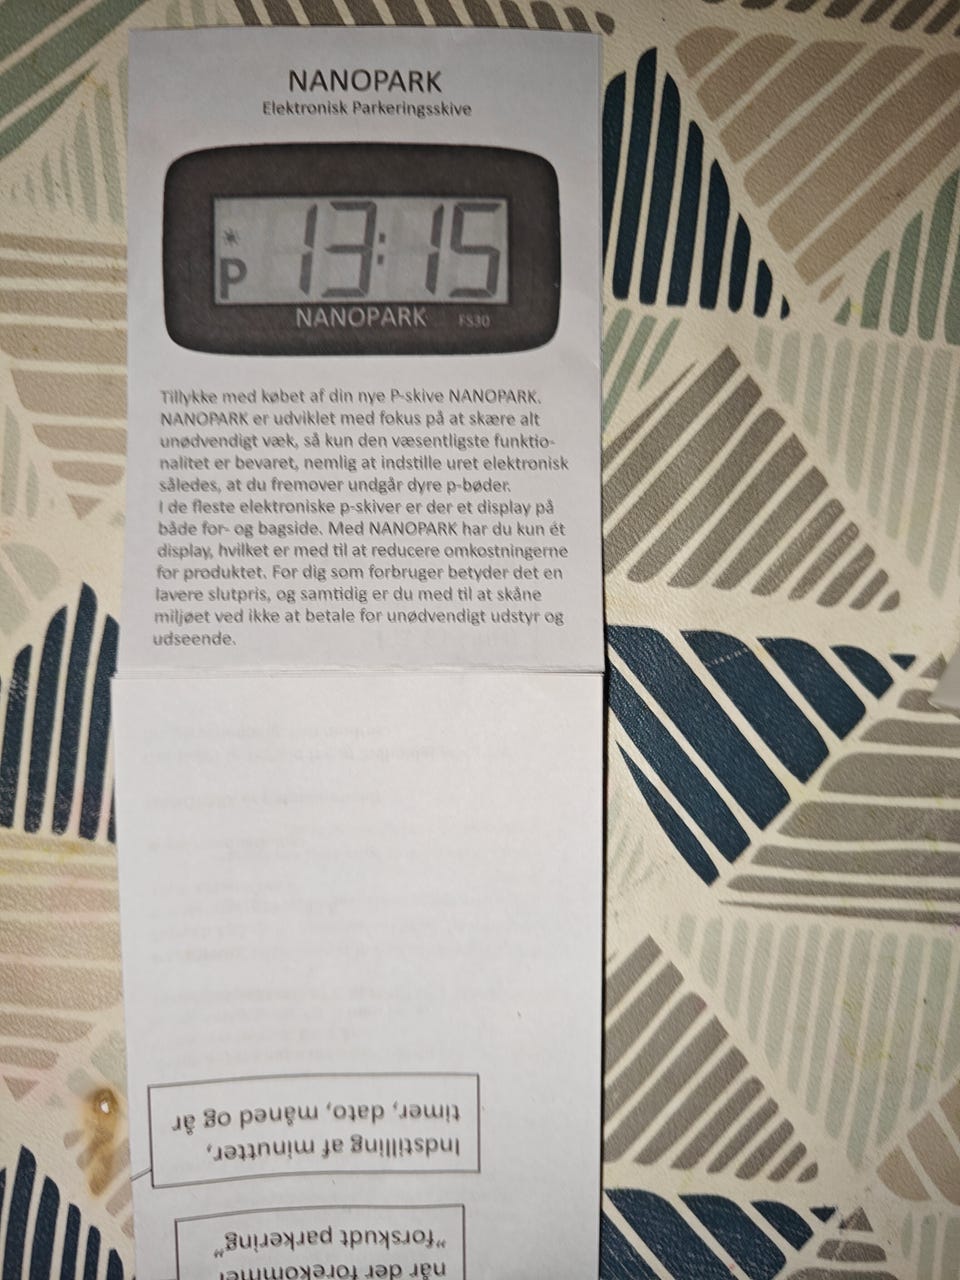 NANOPARK
Elektronisk Parkeringsskive
P 13:15
NANOPARK FS30
Tillykke med købet af din nye P-skive NANOPARK.
NANOPARK er udviklet med fokus på at skære alt
unødvendigt væk, så kun den væsentligste funktio-
nalitet er bevaret, nemlig at indstille uret elektronisk
således, at du fremover undgår dyre p-bøder.
I de fleste elektroniske p-skiver er der et display på
både for- og bagside. Med NANOPARK har du kun ét
display, hvilket er med til at reducere omkostningerne
for produktet. For dig som forbruger betyder det en
lavere slutpris, og samtidig er du med til at skåne
miljøet ved ikke at betale for unødvendigt udstyr og
udseende.
når der forekommer
"forskudt parkering"
Indstilling af minutter,
timer, dato, måned og år